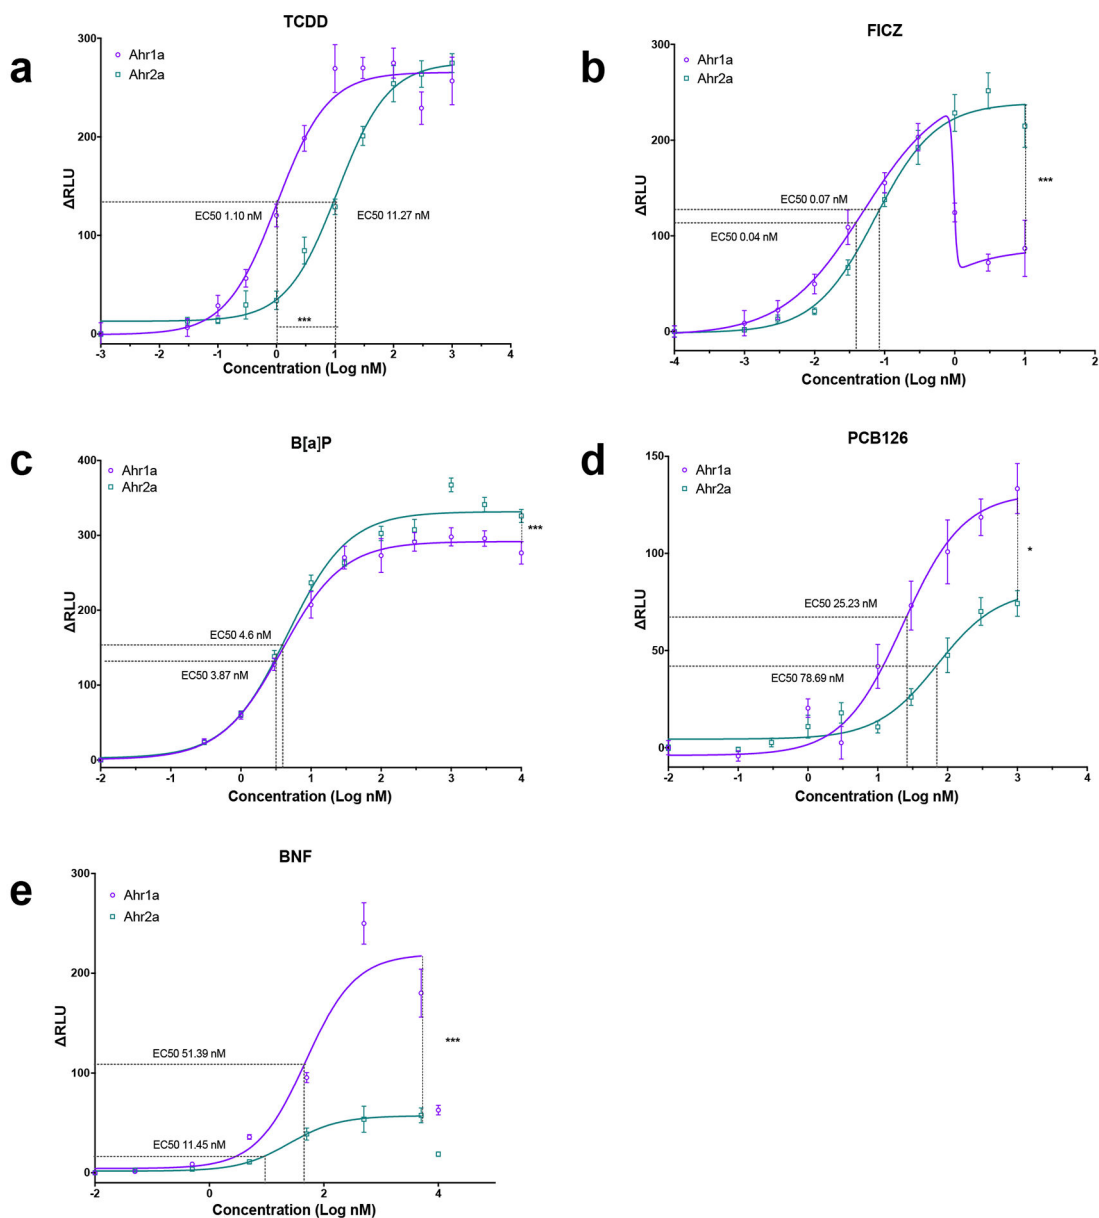 a
TCDD
Ahr1a
Ahr2a
300
200
100
0
ΔRLU
EC50 1.10 nM
EC50 11.27 nM
***
-3 -2 -1 0 1 2 3 4
Concentration (Log nM)
b
FICZ
Ahr1a
Ahr2a
300
200
100
0
ΔRLU
EC50 0.07 nM
EC50 0.04 nM
***
-4 -3 -2 -1 0 1 2
Concentration (Log nM)
c
B[a]P
Ahr1a
Ahr2a
400
300
200
100
0
ΔRLU
EC50 4.6 nM
EC50 3.87 nM
***
-2 -1 0 1 2 3 4
Concentration (Log nM)
d
PCB126
Ahr1a
Ahr2a
150
100
50
0
ΔRLU
EC50 25.23 nM
EC50 78.69 nM
*
-2 -1 0 1 2 3 4
Concentration (Log nM)
e
BNF
Ahr1a
Ahr2a
300
200
100
0
ΔRLU
EC50 51.39 nM
EC50 11.45 nM
***
-2 0 2 4
Concentration (Log nM)